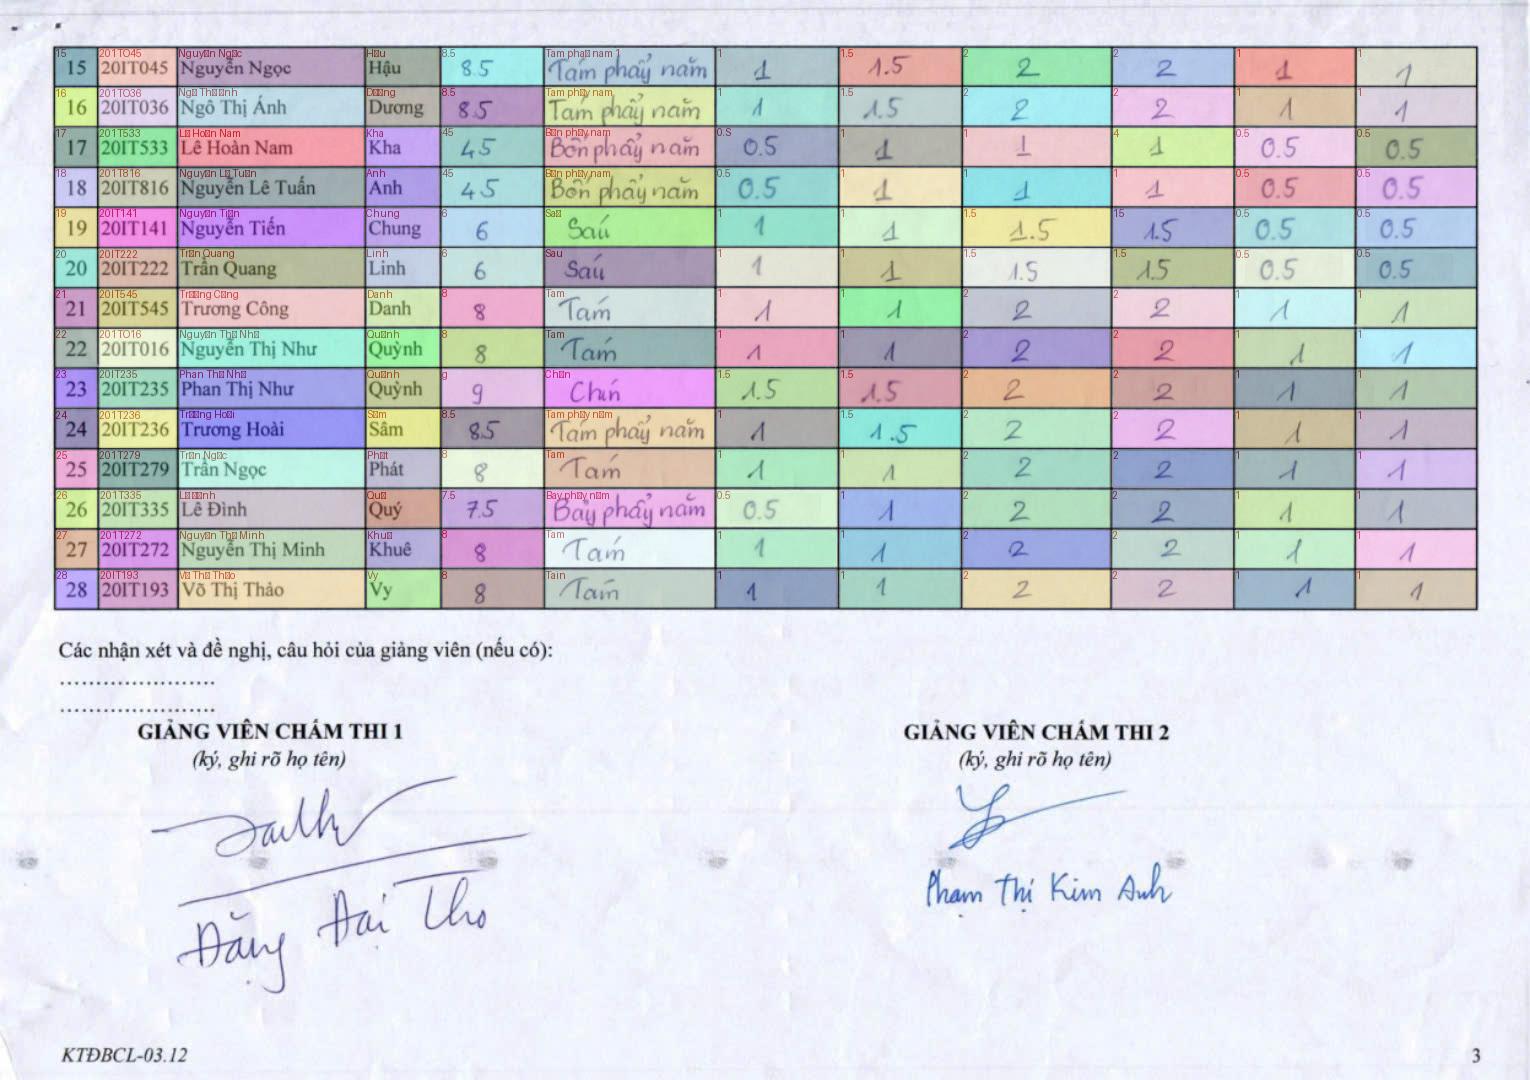 15 20IT045 Nguyễn Ngọc Hậu 8.5 Tám phẩy năm 1 1.5 2 2 1 1
16 20IT036 Ngô Thị Ánh Dương 8.5 Tám phẩy năm 1 1.5 2 2 1 1
17 20IT533 Lê Hoàn Nam Kha 4.5 Bốn phẩy năm 0.5 1 1 1 0.5 0.5
18 20IT816 Nguyễn Lê Tuấn Anh 4.5 Bốn phẩy năm 0.5 1 1 1 0.5 0.5
19 20IT141 Nguyễn Tiến Chung 6 Sáu 1 1 1.5 1.5 0.5 0.5
20 20IT222 Trần Quang Linh 6 Sáu 1 1 1.5 1.5 0.5 0.5
21 20IT545 Trương Công Danh 8 Tám 1 1 2 2 1 1
22 20IT016 Nguyễn Thị Như Quỳnh 8 Tám 1 1 2 2 1 1
23 20IT235 Phan Thị Như Quỳnh 9 Chín 1.5 1.5 2 2 1 1
24 20IT236 Trương Hoài Sâm 8.5 Tám phẩy năm 1 1.5 2 2 1 1
25 20IT279 Trần Ngọc Phát 8 Tám 1 1 2 2 1 1
26 20IT335 Lê Đình Quý 7.5 Bảy phẩy năm 0.5 1 2 2 1 1
27 20IT272 Nguyễn Thị Minh Khuê 8 Tám 1 1 2 2 1 1
28 20IT193 Võ Thị Thảo Vy 8 Tám 1 1 2 2 1 1
Các nhận xét và đề nghị, câu hỏi của giảng viên (nếu có):
......................
......................
GIẢNG VIÊN CHẤM THI 1 GIẢNG VIÊN CHẤM THI 2
(ký, ghi rõ họ tên) (ký, ghi rõ họ tên)
Đặng Đại Thọ Phạm Thị Kim Anh
KTĐBCL-03.12 3